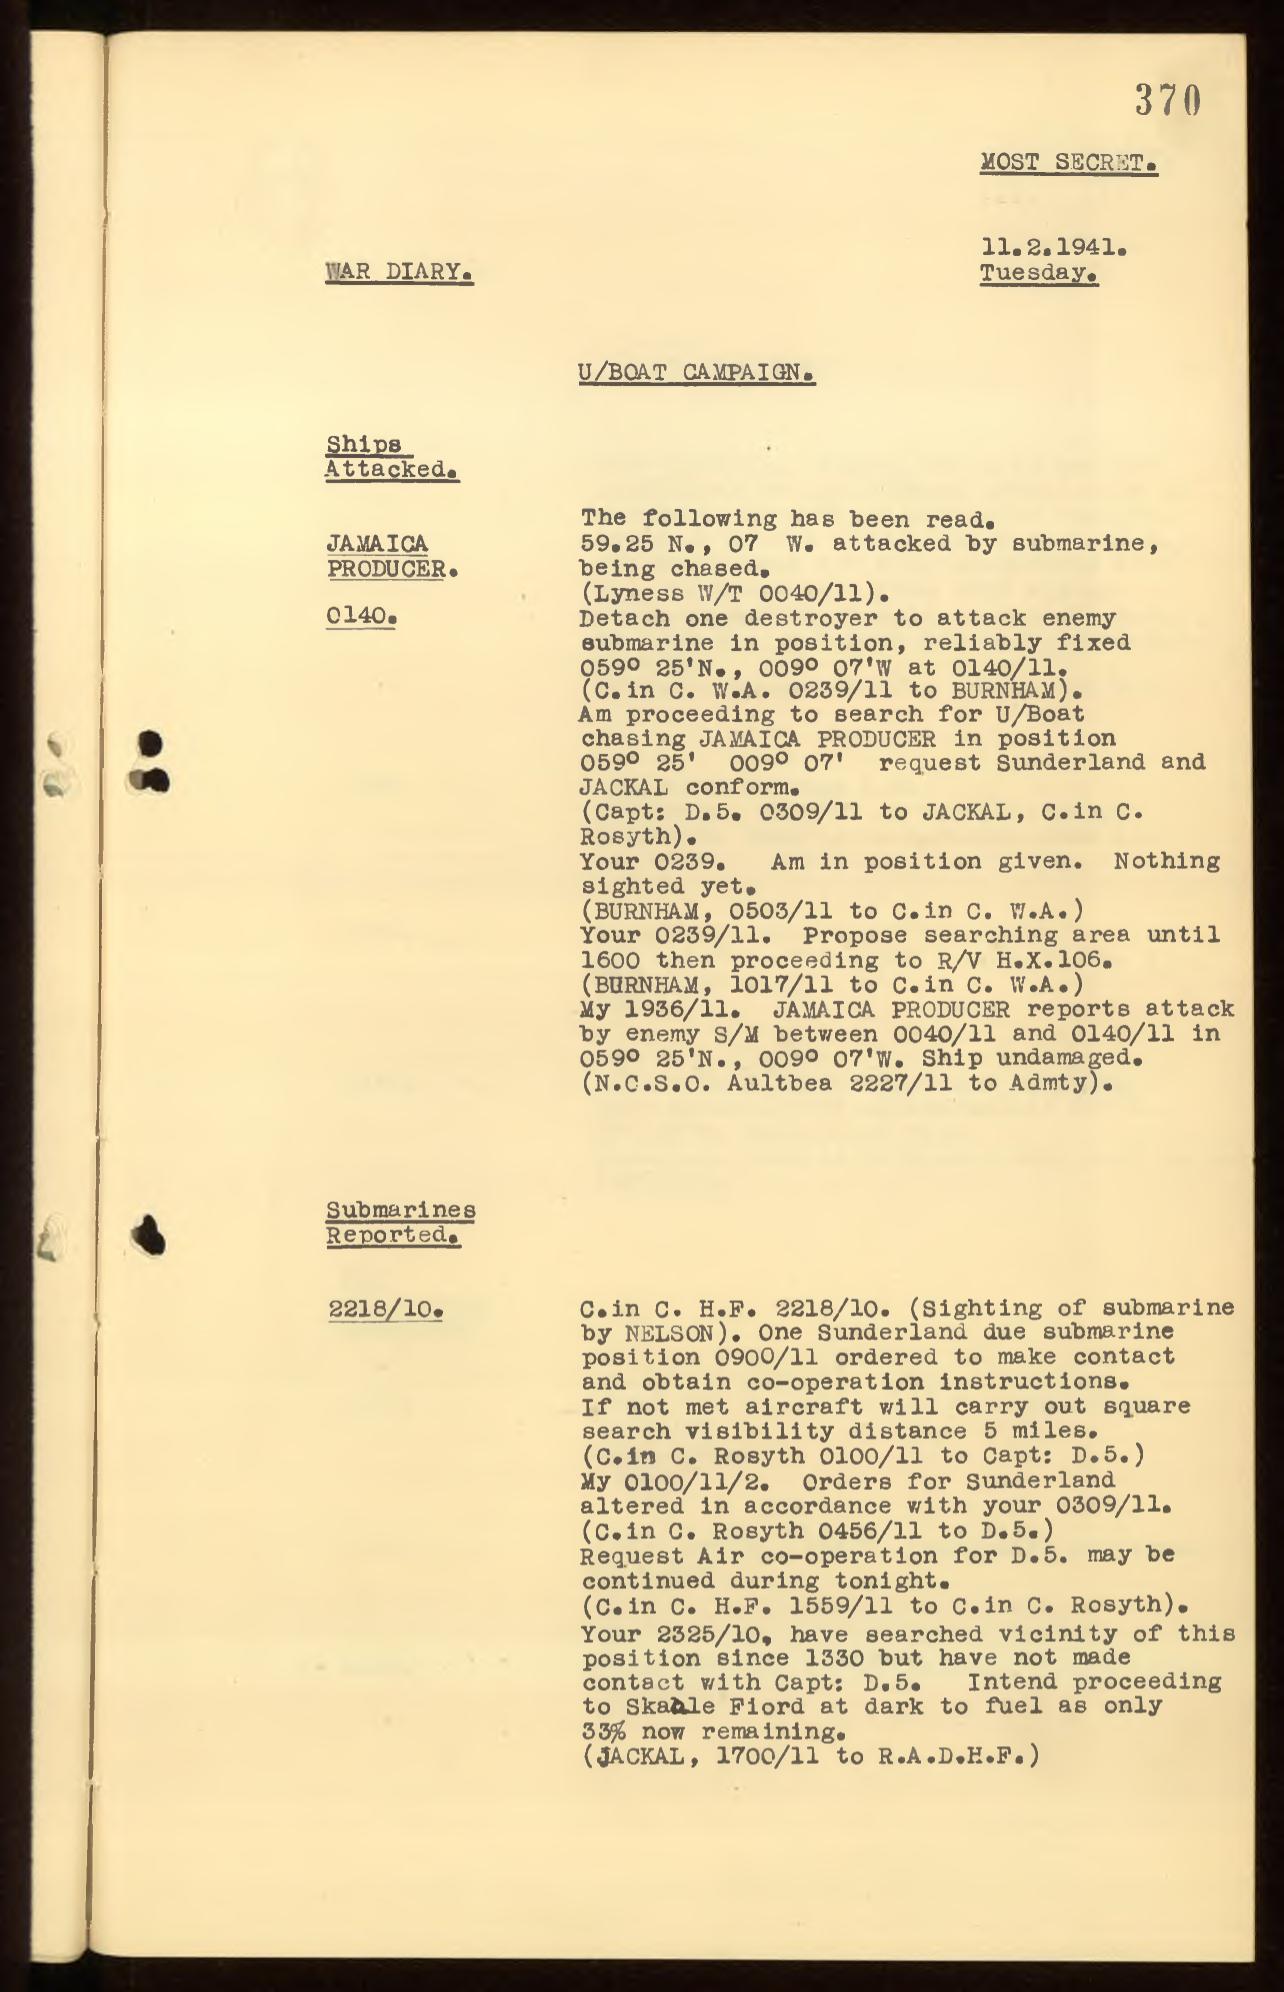 370
MOST SECRET.
11.2.1941.
WAR DIARY.
Tuesday.
U/BOAT CAMPAIGN.
Ships
Attacked.
JAMAICA
PRODUCER.
0140.
The following has been read.
59.25 N., 07 W. attacked by submarine,
being chased.
(Lyness W/T 0040/11).
Detach one destroyer to attack enemy
submarine in position, reliably fixed
059° 25'N., 009° 07'W at 0140/11.
(C.in C. W.A. 0239/11 to BURNHAM).
Am proceeding to search for U/Boat
chasing JAMAICA PRODUCER in position
059° 25' 009° 07' request Sunderland and
JACKAL conform.
(Capt: D.5. 0309/11 to JACKAL, C.in C.
Rosyth).
Your 0239. Am in position given. Nothing
sighted yet.
(BURNHAM, 0503/11 to C.in C. W.A.)
Your 0239/11. Propose searching area until
1600 then proceeding to R/V H.X.106.
(BURNHAM, 1017/11 to C.in C. W.A.)
My 1936/11. JAMAICA PRODUCER reports attack
by enemy S/M between 0040/11 and 0140/11 in
059° 25'N., 009° 07'W. Ship undamaged.
(N.C.S.O. Aultbea 2227/11 to Admty).
Submarines
Reported.
2218/10.
C.in C. H.F. 2218/10. (Sighting of submarine
by NELSON). One Sunderland due submarine
position 0900/11 ordered to make contact
and obtain co-operation instructions.
If not met aircraft will carry out square
search visibility distance 5 miles.
(C.in C. Rosyth 0100/11 to Capt: D.5.)
My 0100/11/2. Orders for Sunderland
altered in accordance with your 0309/11.
(C.in C. Rosyth 0456/11 to D.5.)
Request Air co-operation for D.5. may be
continued during tonight.
(C.in C. H.F. 1559/11 to C.in C. Rosyth).
Your 2325/10, have searched vicinity of this
position since 1330 but have not made
contact with Capt: D.5. Intend proceeding
to Fiord at dark to fuel as only
33% now remaining.
(JACKAL, 1700/11 to R.A.D.H.F.)